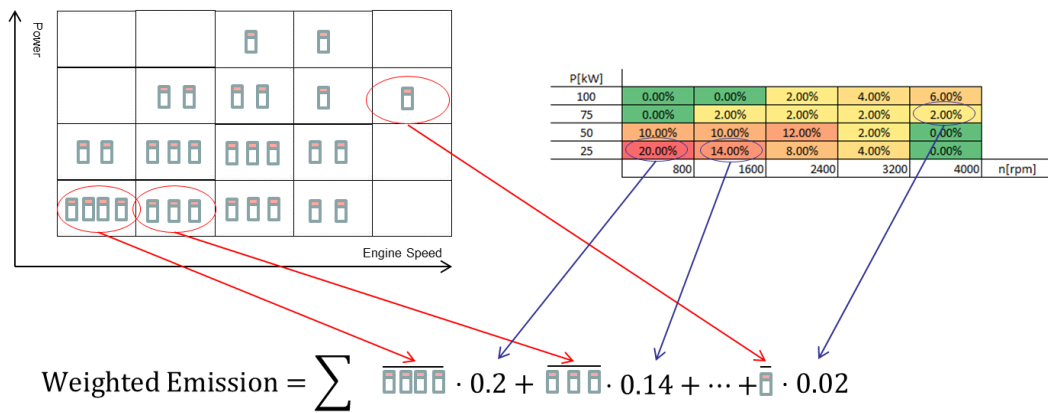 Power
Engine Speed
P[kW]
100 0.00% 0.00% 2.00% 4.00% 6.00%
75 0.00% 2.00% 2.00% 2.00% 2.00%
50 10.00% 10.00% 12.00% 2.00% 0.00%
25 20.00% 14.00% 8.00% 4.00% 0.00%
800 1600 2400 3200 4000 n[rpm]
Weighted Emission = ∑ · 0.2 + · 0.14 + ⋯ + · 0.02